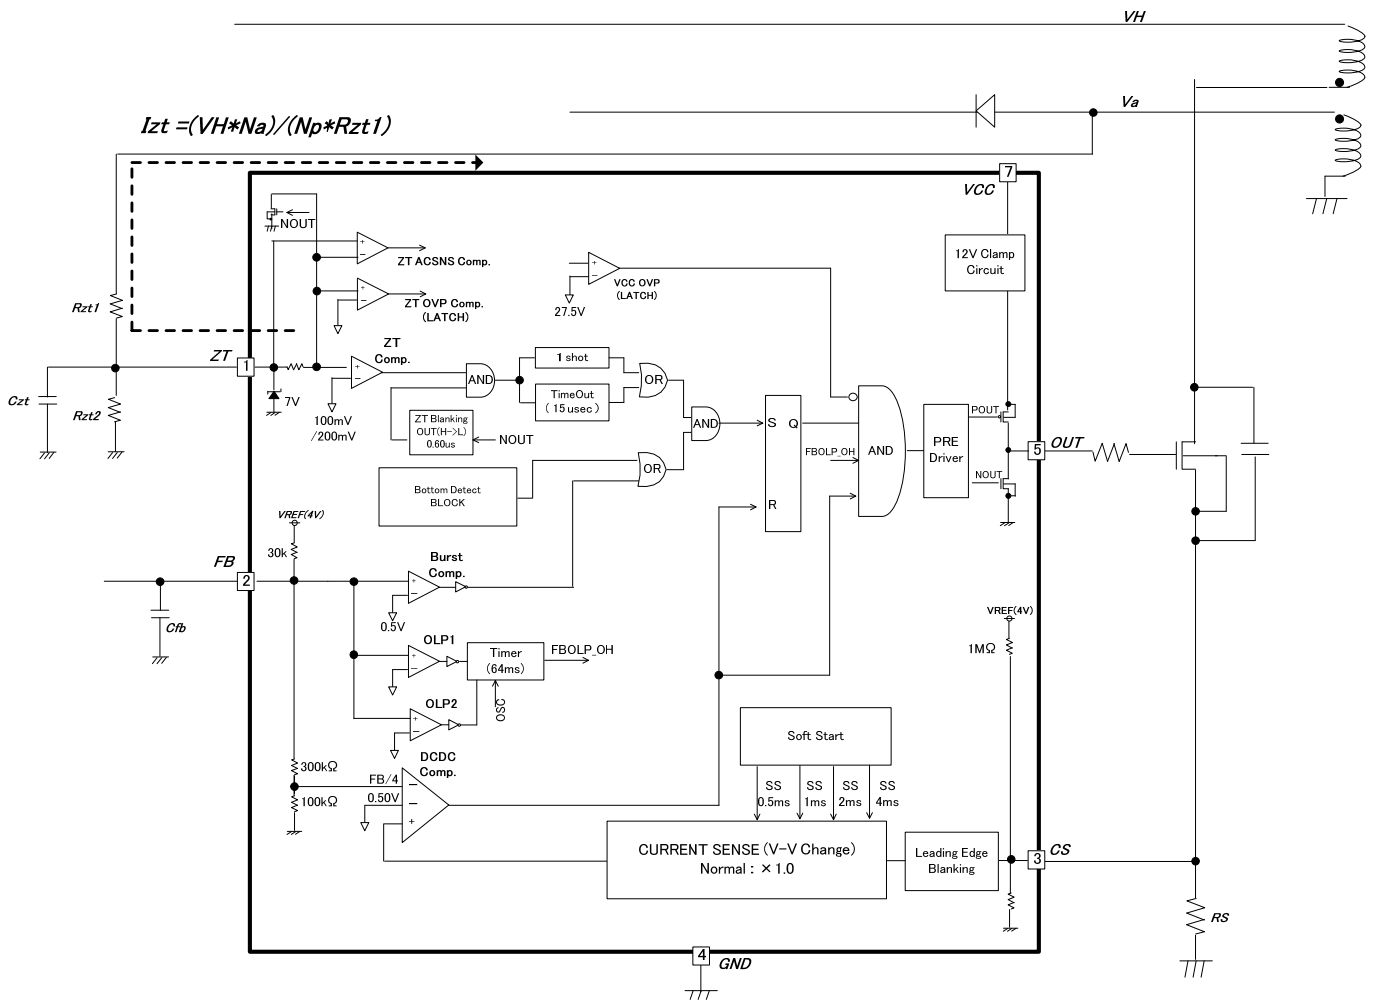 VH
Va
Izt =(VH*Na)/(Np*Rzt1)
7
VCC
NOUT
ZT ACSNS Comp.
12V Clamp
Circuit
VCC OVP
(LATCH)
27.5V
ZT OVP Comp.
(LATCH)
Rzt1
ZT
1
ZT
Comp.
7V
100mV
/200mV
AND
1 shot
TimeOut
( 15 usec )
OR
Czt
Rzt2
ZT Blanking
OUT(H->L)
0.60us
NOUT
AND
S Q
R
FBOLP_OH
AND
PRE
Driver
POUT
NOUT
5
OUT
Bottom Detect
BLOCK
OR
VREF(4V)
30k
FB
2
Cfb
Burst
Comp.
0.5V
OLP1
Timer
(64ms)
FBOLP_OH
OSC
OLP2
VREF(4V)
1MΩ
Soft Start
DCDC
Comp.
300kΩ
FB/4
100kΩ
0.50V
SS
0.5ms
SS
1ms
SS
2ms
SS
4ms
CURRENT SENSE (V-V Change)
Normal : ×1.0
Leading Edge
Blanking
3
CS
RS
4
GND